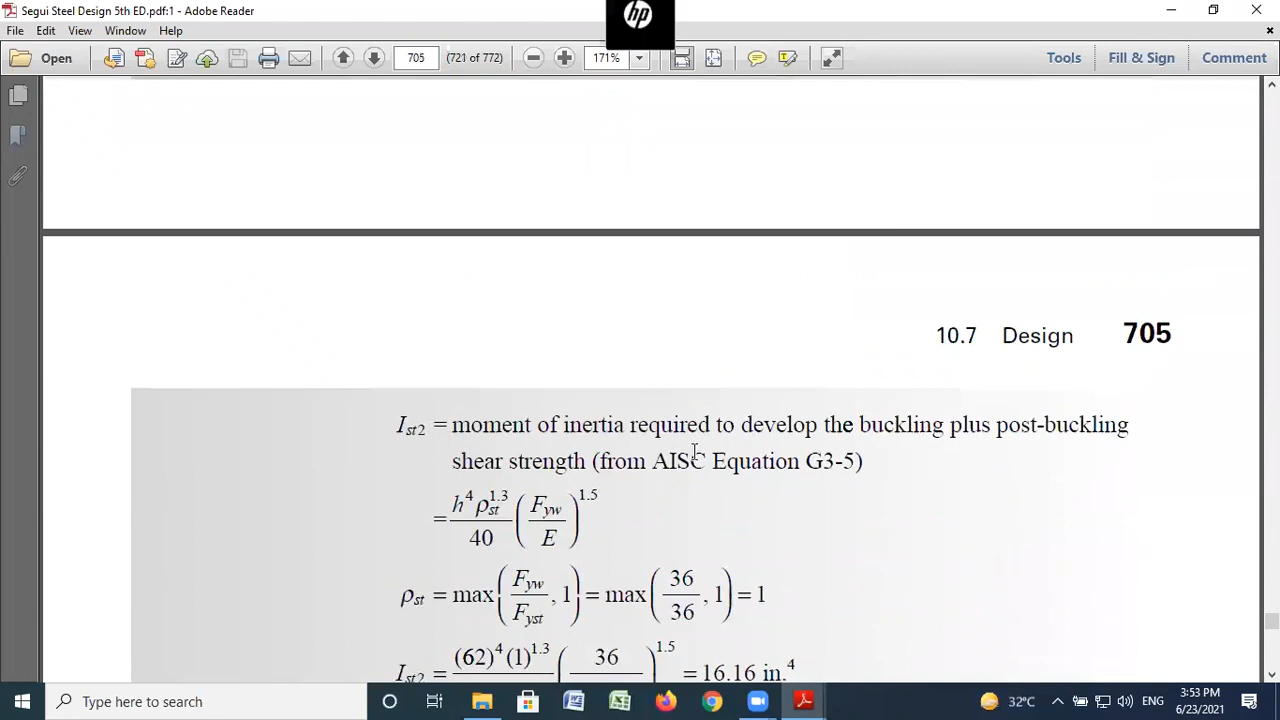 Segui Steel Design 5th ED.pdf:1 - Adobe Reader
hp
File Edit View Document Window Help
Open 705 (721 of 772) 171% Tools Fill & Sign Comment
10.7 Design 705
I_st2 = moment of inertia required to develop the buckling plus post-buckling
shear strength (from AISC Equation G3-5)
= h^4 ρ_st^1.3 / 40 (F_yw / E)^1.5
ρ_st = max(F_yw / F_yst, 1) = max(36 / 36, 1) = 1
I_st2 = (62)^4 (1)^1.3 (36)^1.5 = 16.16 in.^4
Type here to search
32°C ENG 3:53 PM
6/23/2021